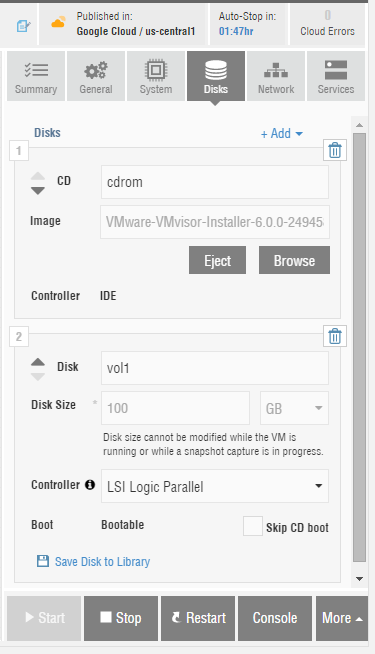 Published in:
Google Cloud / us-central1
Auto-Stop in:
01:47hr
0
Cloud Errors
Summary
General
System
Disks
Network
Services
Disks
+ Add
1
CD
cdrom
Image
VMware-VMvisor-Installer-6.0.0-24945
Eject
Browse
Controller
IDE
2
Disk
vol1
Disk Size
* 100
GB
Disk size cannot be modified while the VM is
running or while a snapshot capture is in progress.
Controller
LSI Logic Parallel
Boot
Bootable
Skip CD boot
Save Disk to Library
Start
Stop
Restart
Console
More